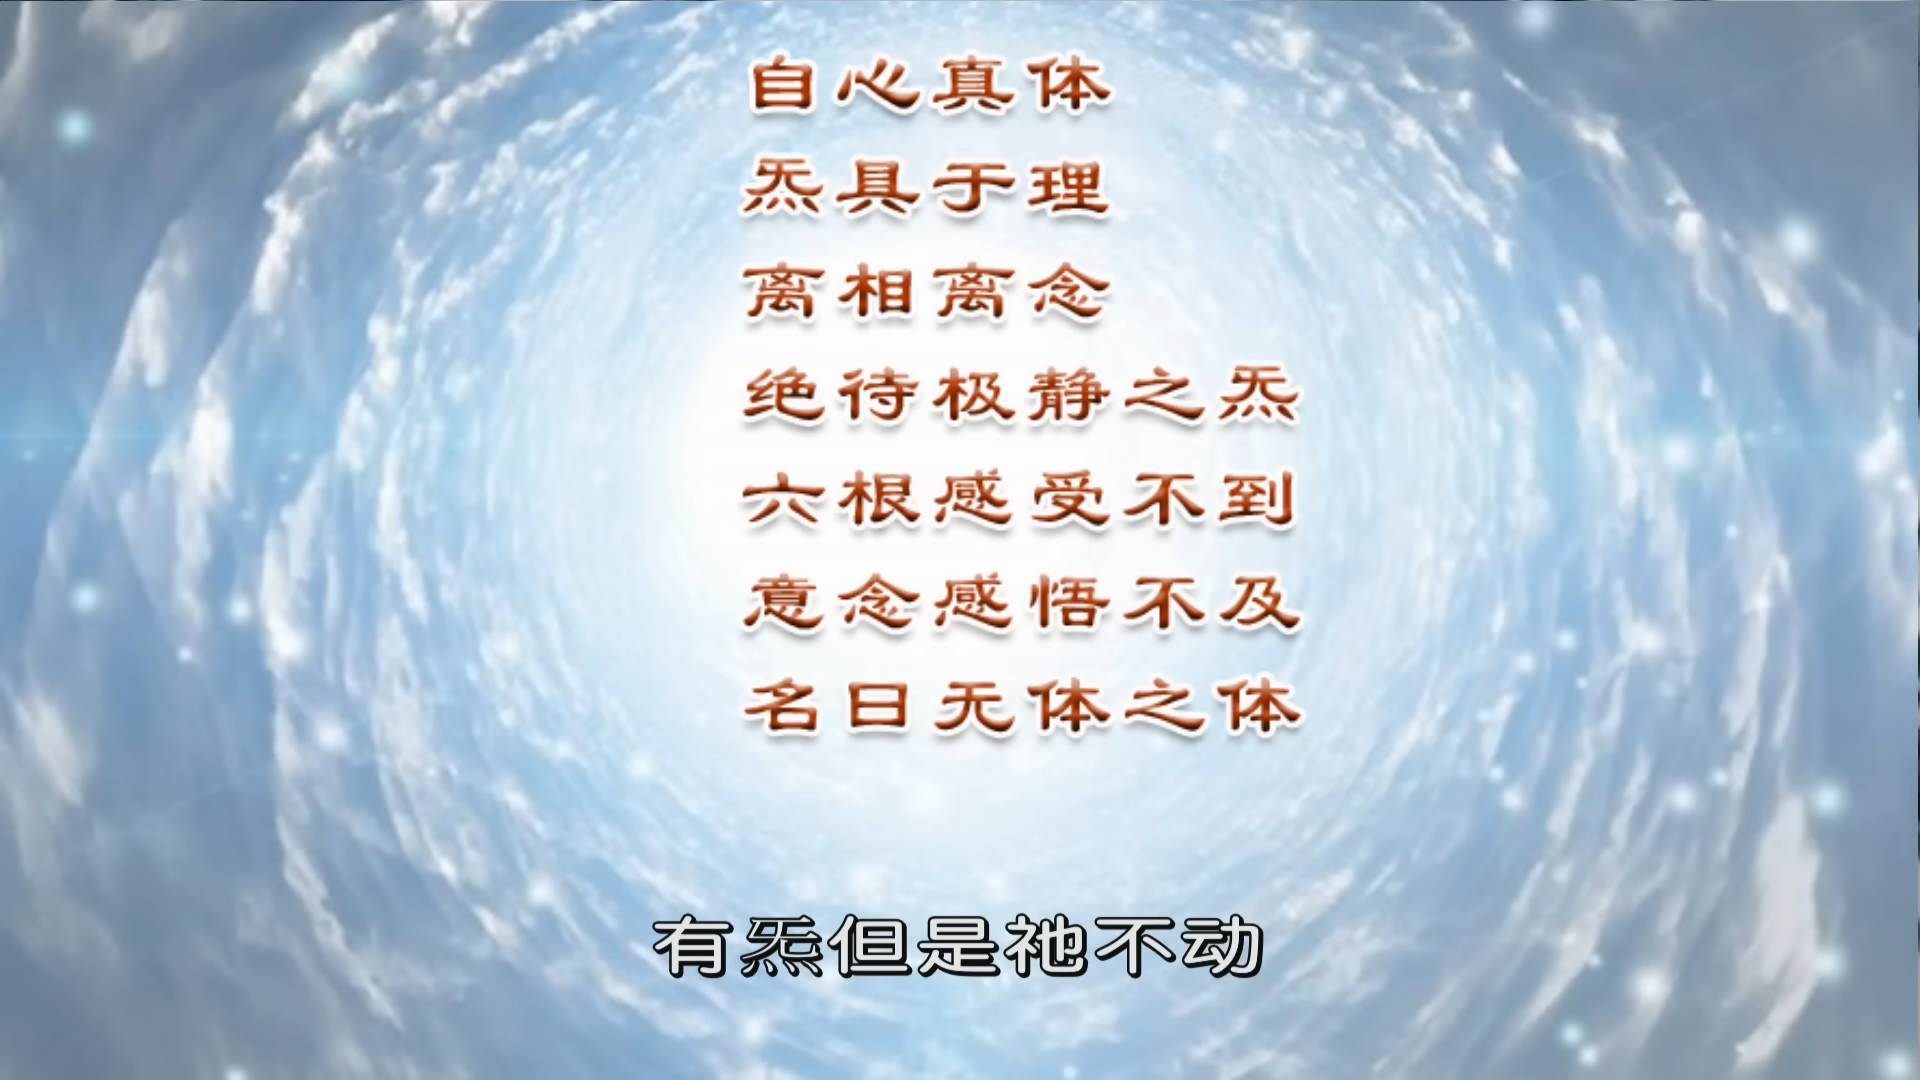 自心真体
炁具于理
离相离念
绝待极静之炁
六根感受不到
意念感悟不及
名曰无体之体
有炁但是祂不动